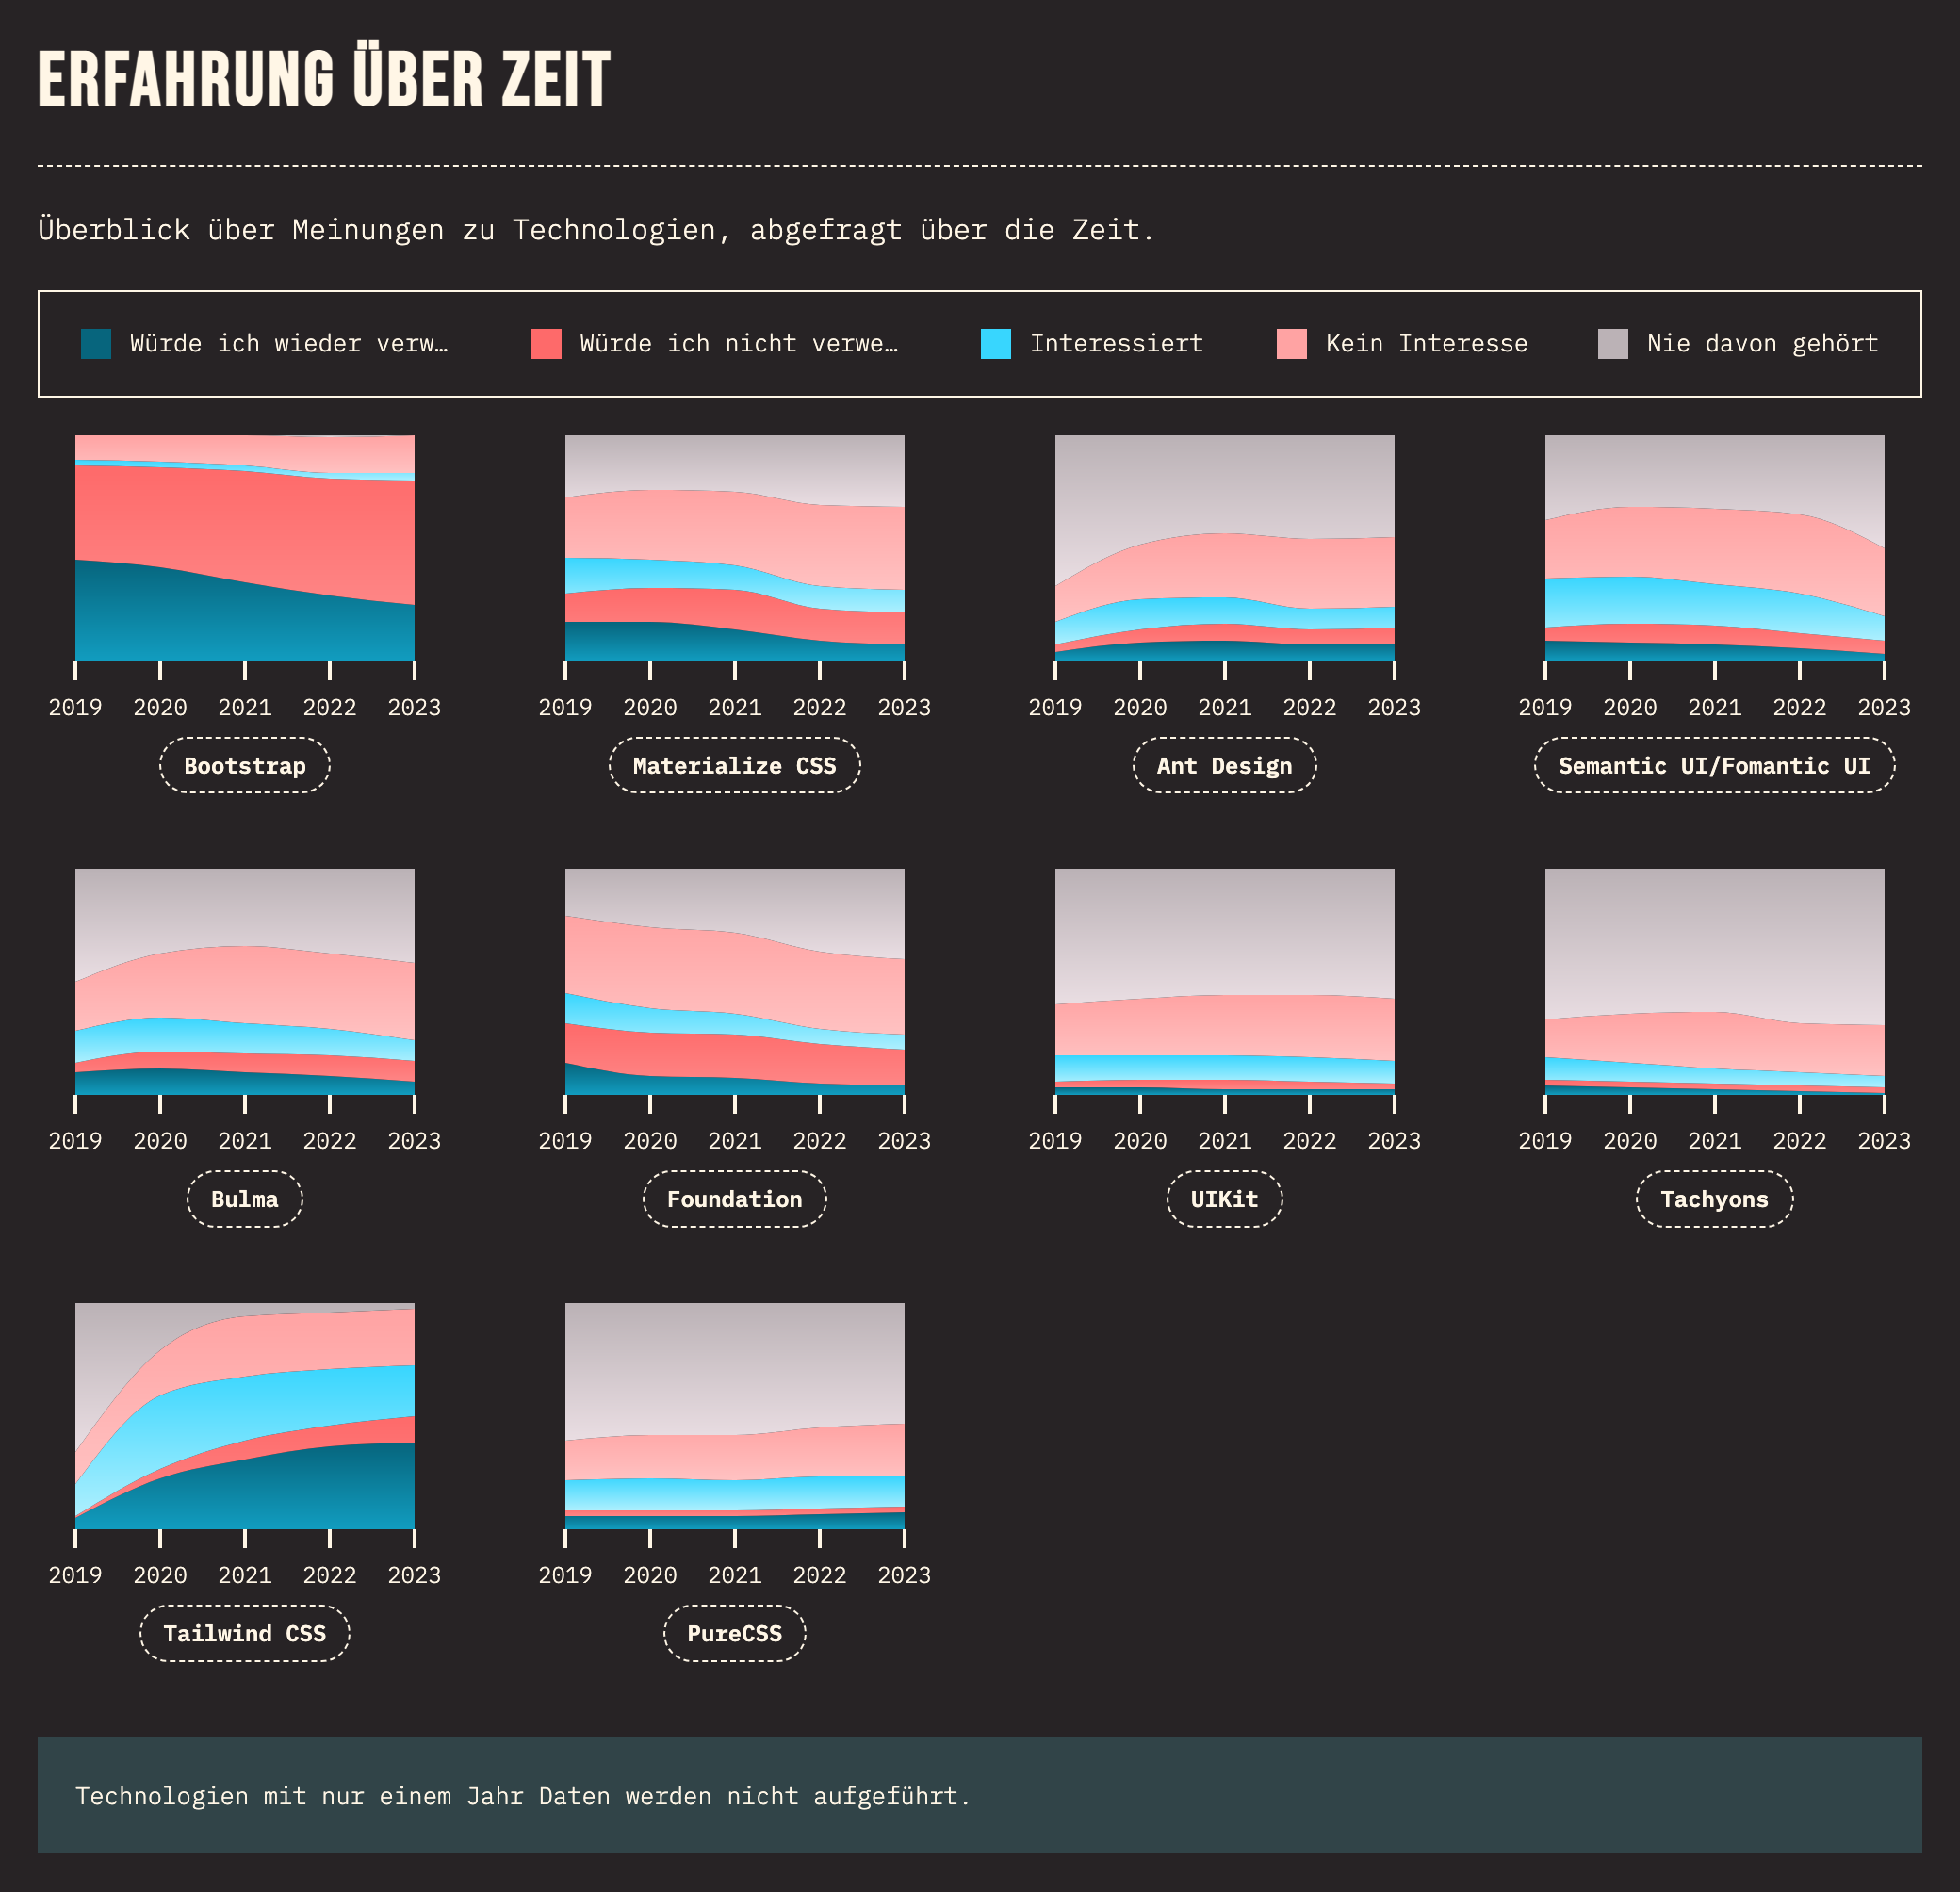 ERFAHRUNG ÜBER ZEIT
Überblick über Meinungen zu Technologien, abgefragt über die Zeit.
Würde ich wieder verw… Würde ich nicht verwe… Interessiert Kein Interesse Nie davon gehört
2019 2020 2021 2022 2023 2019 2020 2021 2022 2023 2019 2020 2021 2022 2023 2019 2020 2021 2022 2023
Bootstrap Materialize CSS Ant Design Semantic UI/Fomantic UI
2019 2020 2021 2022 2023 2019 2020 2021 2022 2023 2019 2020 2021 2022 2023 2019 2020 2021 2022 2023
Bulma Foundation UIKit Tachyons
2019 2020 2021 2022 2023 2019 2020 2021 2022 2023
Tailwind CSS PureCSS
Technologien mit nur einem Jahr Daten werden nicht aufgeführt.